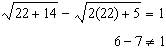 √(22 + 14) − √(2(22) + 5) = 1
6 − 7 ≠ 1